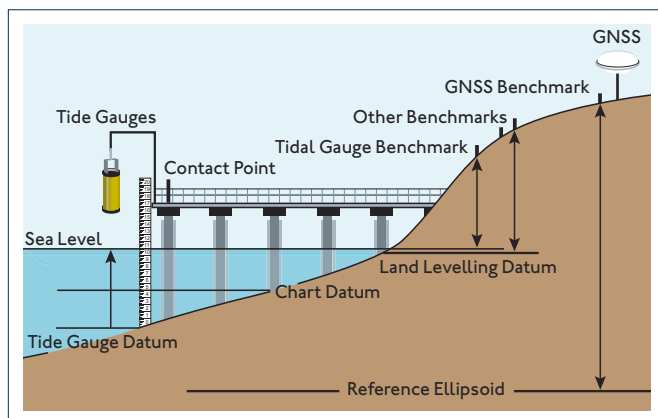 GNSS
GNSS Benchmark
Tide Gauges
Other Benchmarks
Tidal Gauge Benchmark
Contact Point
Sea Level
Land Levelling Datum
Chart Datum
Tide Gauge Datum
Reference Ellipsoid